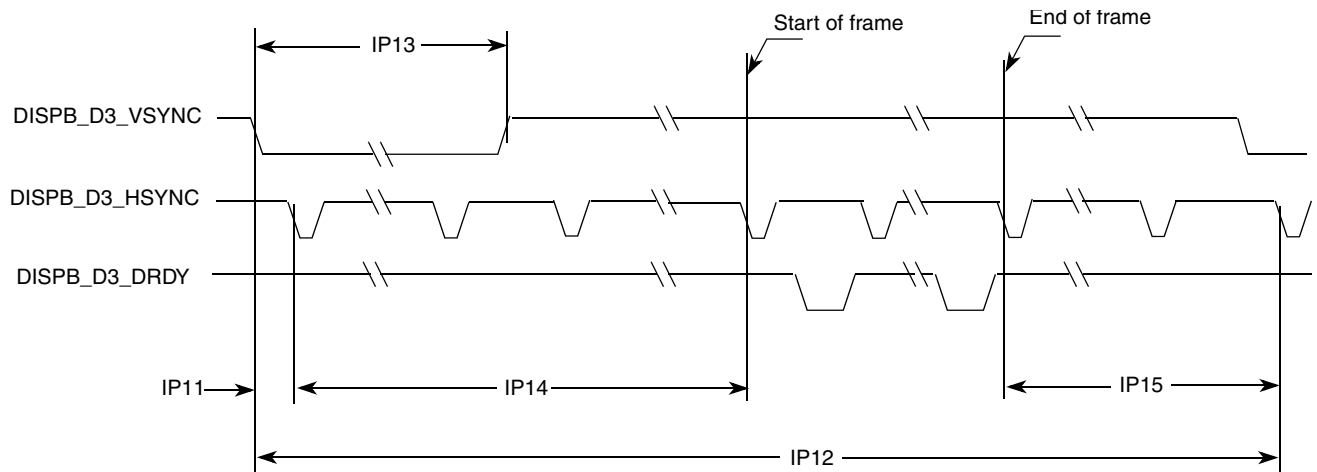 Start of frame
End of frame
IP13
DISPB_D3_VSYNC
DISPB_D3_HSYNC
DISPB_D3_DRDY
IP11
IP14
IP15
IP12